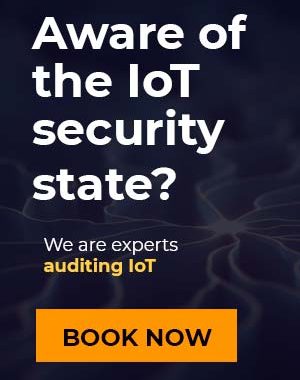 Aware of
the IoT
security
state?
We are experts
auditing IoT
BOOK NOW